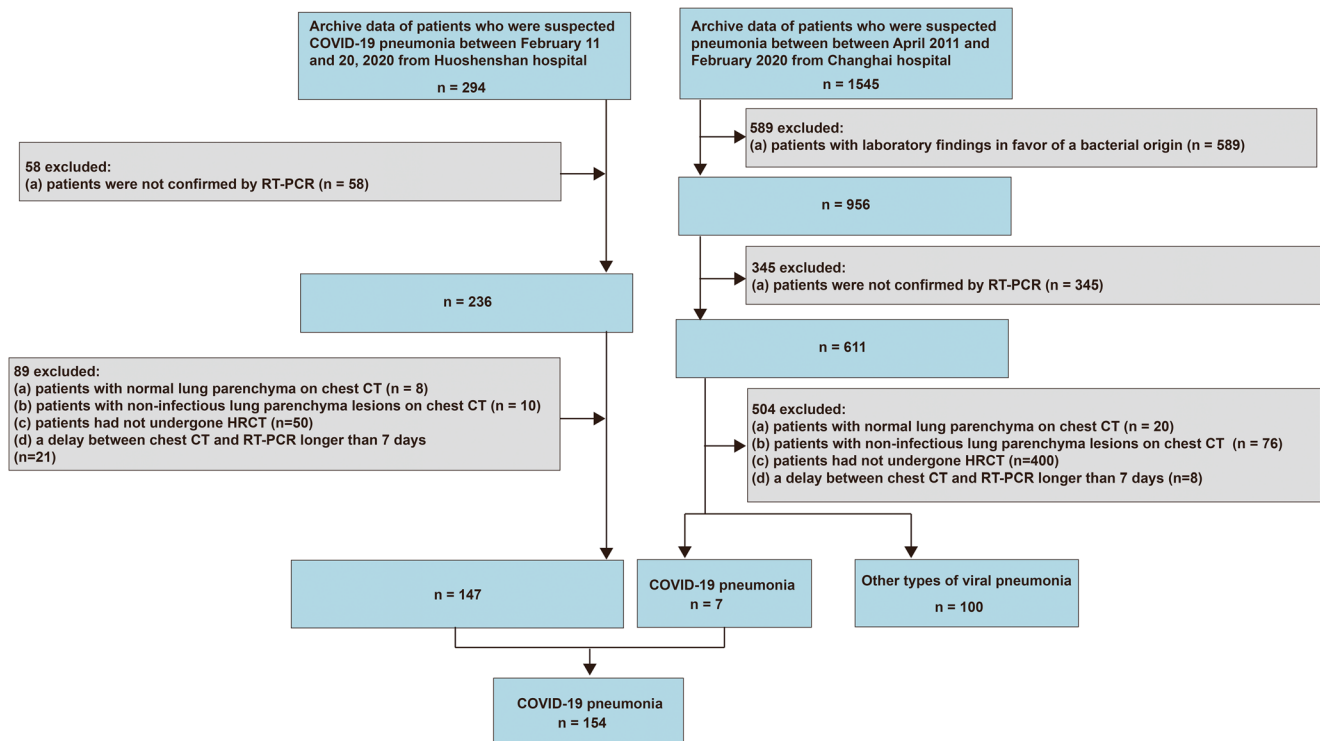 Archive data of patients who were suspected
COVID-19 pneumonia between February 11
and 20, 2020 from Huoshenshan hospital
n = 294
Archive data of patients who were suspected
pneumonia between between April 2011 and
February 2020 from Changhai hospital
n = 1545
589 excluded:
(a) patients with laboratory findings in favor of a bacterial origin (n = 589)
58 excluded:
(a) patients were not confirmed by RT-PCR (n = 58)
n = 956
345 excluded:
(a) patients were not confirmed by RT-PCR (n = 345)
n = 236
n = 611
89 excluded:
(a) patients with normal lung parenchyma on chest CT (n = 8)
(b) patients with non-infectious lung parenchyma lesions on chest CT (n = 10)
(c) patients had not undergone HRCT (n=50)
(d) a delay between chest CT and RT-PCR longer than 7 days
(n=21)
504 excluded:
(a) patients with normal lung parenchyma on chest CT (n = 20)
(b) patients with non-infectious lung parenchyma lesions on chest CT (n = 76)
(c) patients had not undergone HRCT (n=400)
(d) a delay between chest CT and RT-PCR longer than 7 days (n=8)
n = 147
COVID-19 pneumonia
n = 7
Other types of viral pneumonia
n = 100
COVID-19 pneumonia
n = 154